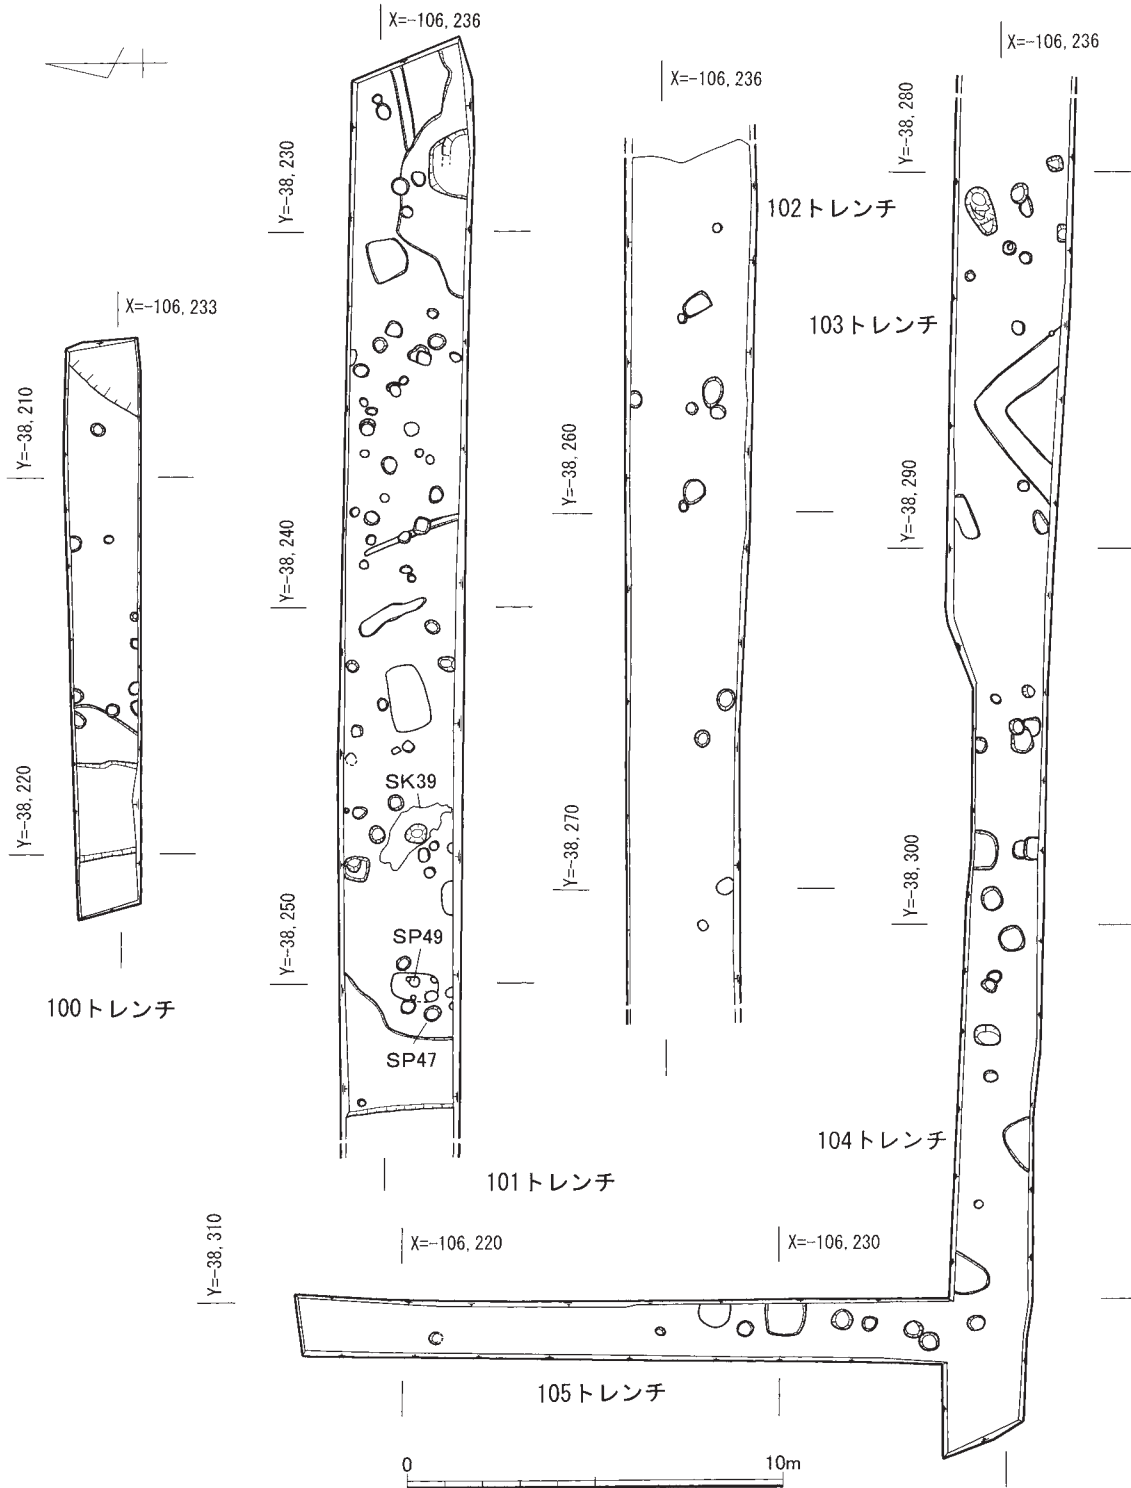 X=-106,236
X=-106,236
X=-106,236
Y=-38,280
Y=-38,230
102トレンチ
X=-106,233
103トレンチ
Y=-38,210
Y=-38,260
Y=-38,290
Y=-38,240
SK39
Y=-38,220
Y=-38,270
Y=-38,300
Y=-38,250
SP49
100トレンチ
SP47
104トレンチ
101トレンチ
Y=-38,310
X=-106,220
X=-106,230
105トレンチ
0 10m